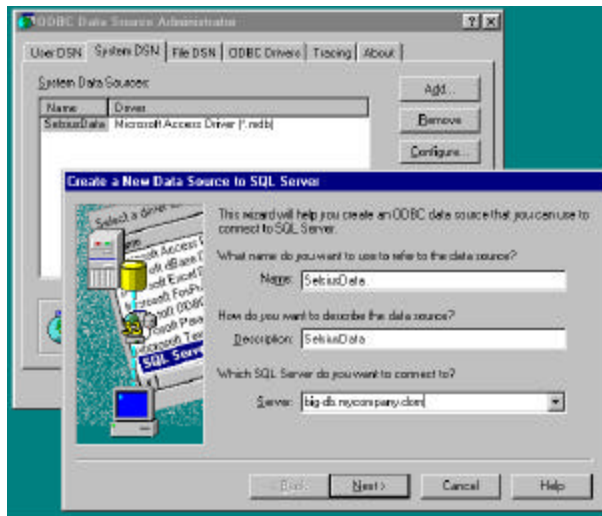 ODBC Data Source Administrator
User DSN System DSN File DSN ODBC Drivers Tracing About
System Data Sources:
Add...
Name Driver
SelsiusData Microsoft Access Driver (*.mdb)
Remove
Configure...
Create a New Data Source to SQL Server
Select a driver
This wizard will help you create an ODBC data source that you can use to
connect to SQL Server.
What name do you want to use to refer to the data source?
Name: SelsiusData
How do you want to describe the data source?
Description: SelsiusData
Which SQL Server do you want to connect to?
Server: big-db.mycompany.dom
SQL Serve
< Back Next > Cancel Help